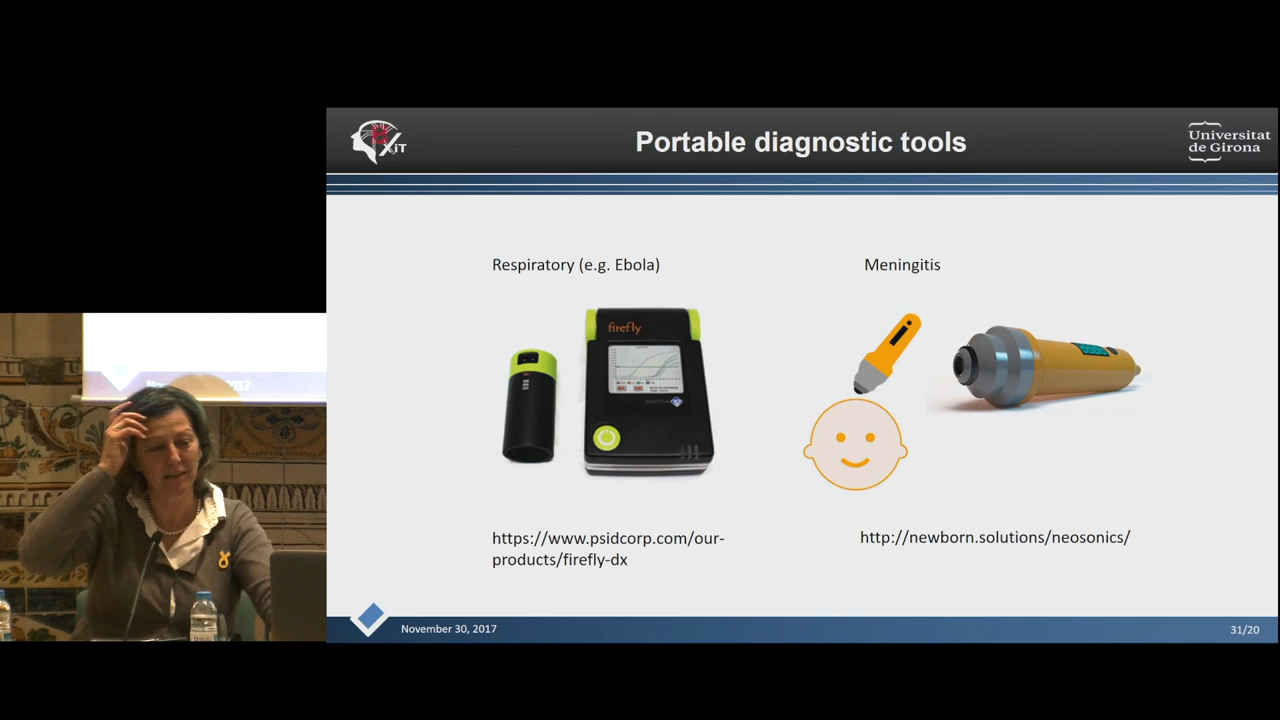 XiT
Portable diagnostic tools
Universitat
de Girona
Respiratory (e.g. Ebola)
Meningitis
firefly
https://www.psidcorp.com/our-
products/firefly-dx
http://newborn.solutions/neosonics/
November 30, 2017
31/20